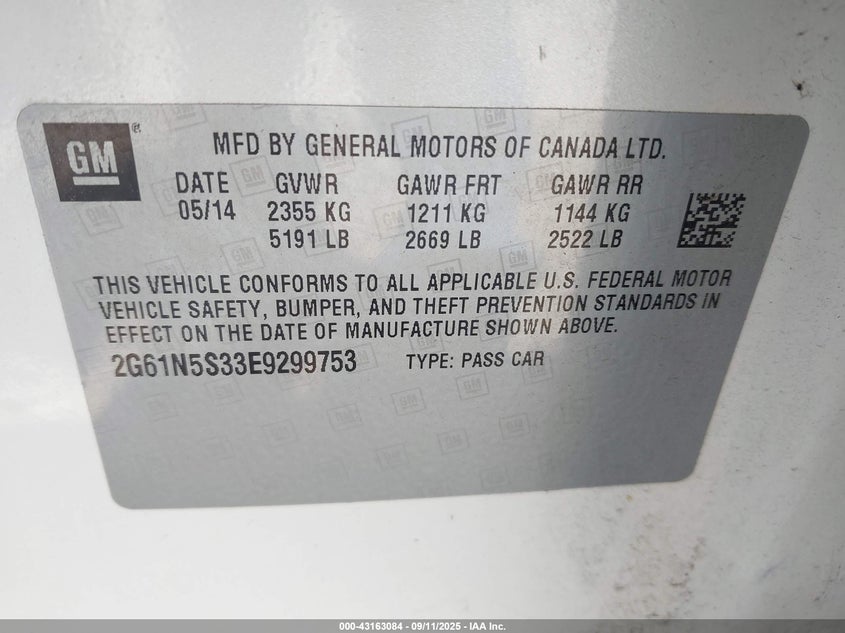 GM
MFD BY GENERAL MOTORS OF CANADA LTD.
DATE GVWR GAWR FRT GAWR RR
05/14 2355 KG 1211 KG 1144 KG
5191 LB 2669 LB 2522 LB
THIS VEHICLE CONFORMS TO ALL APPLICABLE U.S. FEDERAL MOTOR
VEHICLE SAFETY, BUMPER, AND THEFT PREVENTION STANDARDS IN
EFFECT ON THE DATE OF MANUFACTURE SHOWN ABOVE.
2G61N5S33E9299753 TYPE: PASS CAR
000-43163084 - 09/11/2025 - IAA Inc.